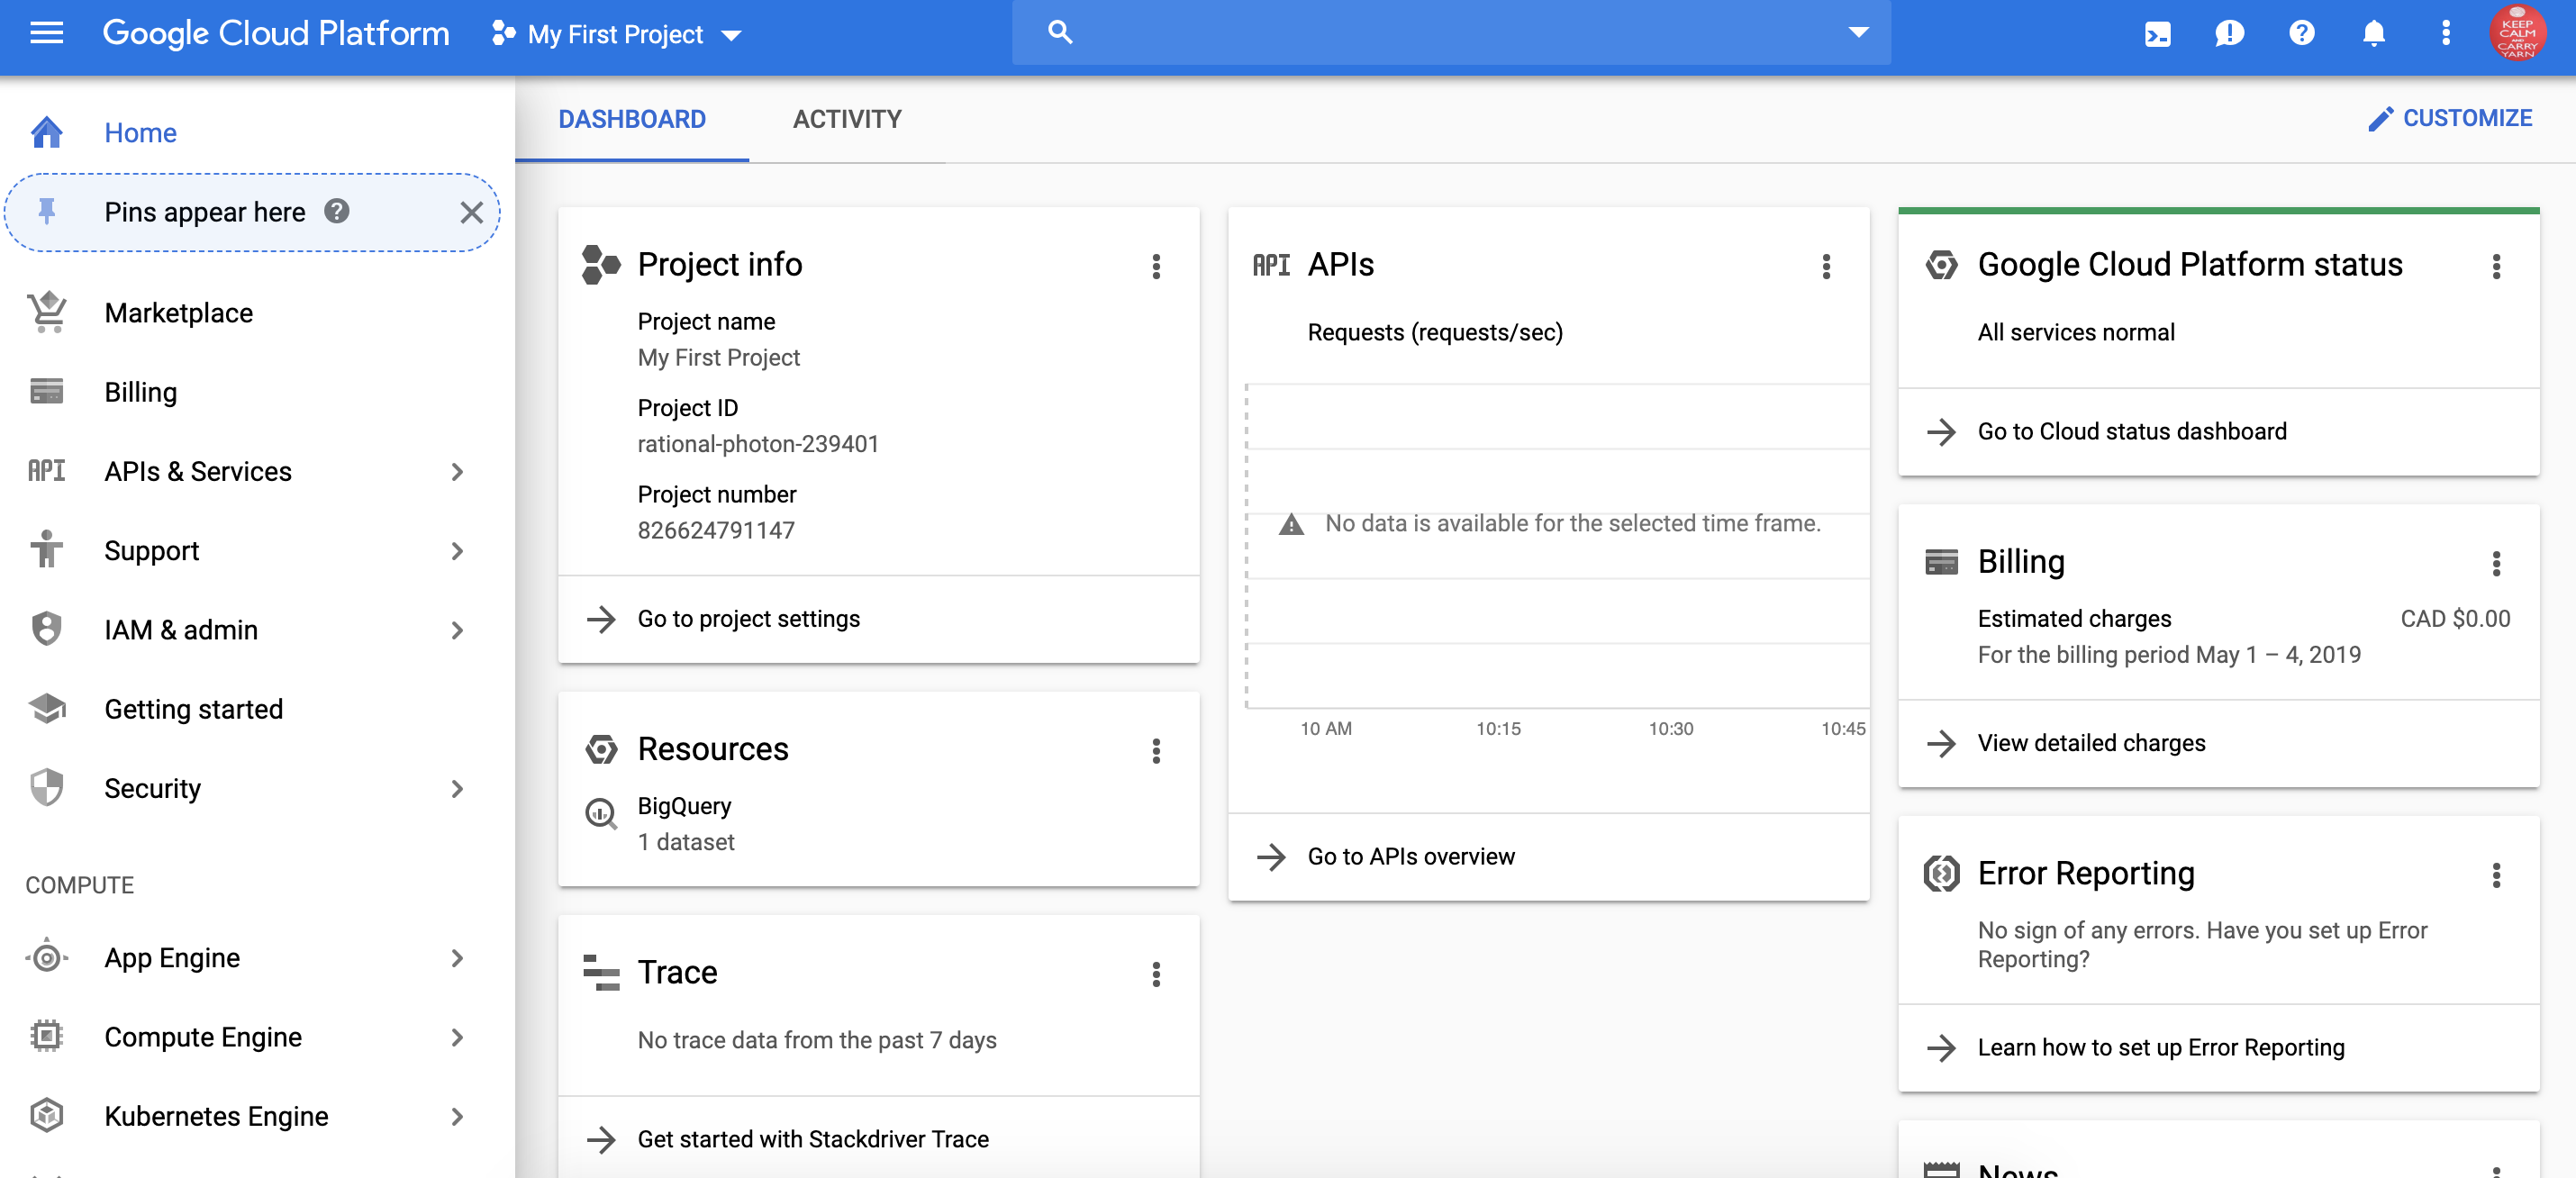 Google Cloud Platform
My First Project
KEEP
CALM
AND
CARRY
YARN
Home
Pins appear here
Marketplace
Billing
API APIs & Services
Support
IAM & admin
Getting started
Security
COMPUTE
App Engine
Compute Engine
Kubernetes Engine
DASHBOARD
ACTIVITY
CUSTOMIZE
Project info
Project name
My First Project
Project ID
rational-photon-239401
Project number
826624791147
Go to project settings
Resources
BigQuery
1 dataset
Trace
No trace data from the past 7 days
Get started with Stackdriver Trace
API APIs
Requests (requests/sec)
No data is available for the selected time frame.
10 AM 10:15 10:30 10:45
Go to APIs overview
Google Cloud Platform status
All services normal
Go to Cloud status dashboard
Billing
Estimated charges CAD $0.00
For the billing period May 1 – 4, 2019
View detailed charges
Error Reporting
No sign of any errors. Have you set up Error
Reporting?
Learn how to set up Error Reporting
News